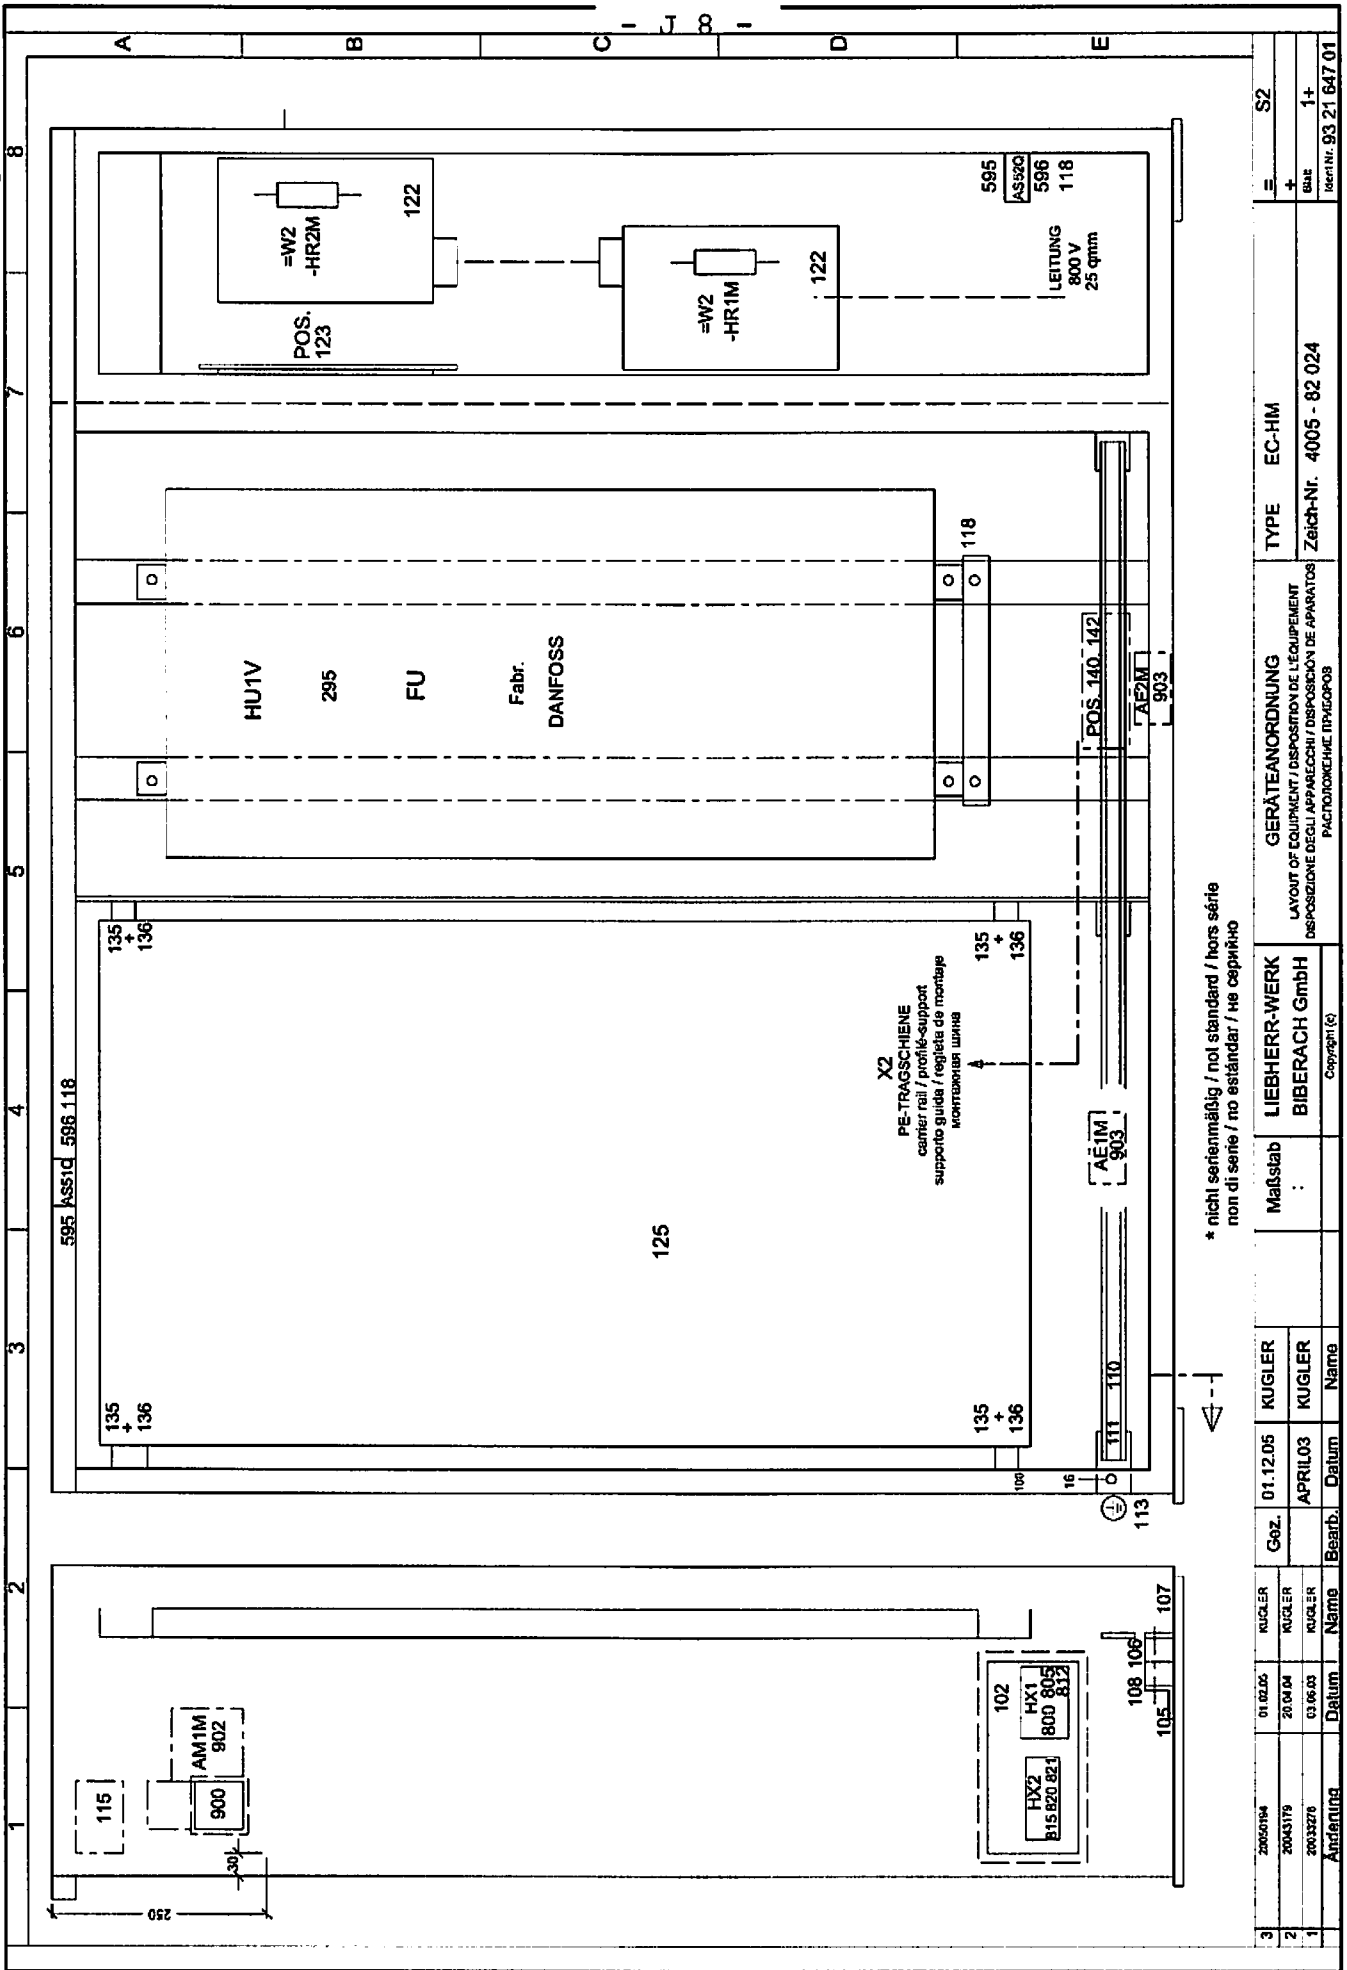 - J 8 -
1
2
3
4
5
6
7
8
A
B
C
D
E
250
30
115
AM1M
902
900
102
HX1
800 805
812
HX2
815 820 821
105
108
106
107
595
AS51Q
596 118
135
+
136
135
+
136
135
+
136
135
+
136
125
X2
PE-TRAGSCHIENE
carrier rail / profilé-support
supporto guida / regleta de montaje
монтажная шина
100
16
113
111
110
AE1M
903
HU1V
295
FU
Fabr.
DANFOSS
118
POS. 140, 142
AE2M
903
POS.
123
=W2
-HR2M
122
=W2
-HR1M
122
LEITUNG
800 V
25 qmm
595
AS52Q
596
118
* nicht serienmäßig / not standard / hors série
non di serie / no estándar / не серийно
3
20050194
01.02.05
KUGLER
2
20043179
20.04.04
KUGLER
1
20033276
03.06.03
KUGLER
Änderung
Datum
Name
Gez.
01.12.05
KUGLER
APRIL03
KUGLER
Bearb.
Datum
Name
Maßstab
:
LIEBHERR-WERK
BIBERACH GmbH
Copyright (c)
GERÄTEANORDNUNG
LAYOUT OF EQUIPMENT / DISPOSITION DE L'ÉQUIPEMENT
DISPOSIZIONE DEGLI APPARECCHI / DISPOSICIÓN DE APARATOS
РАСПОЛОЖЕНИЕ ПРИБОРОВ
TYPE EC-HM
Zeich-Nr. 4005 - 82 024
= S2
+
Blatt 1+
Ident Nr. 93 21 647 01